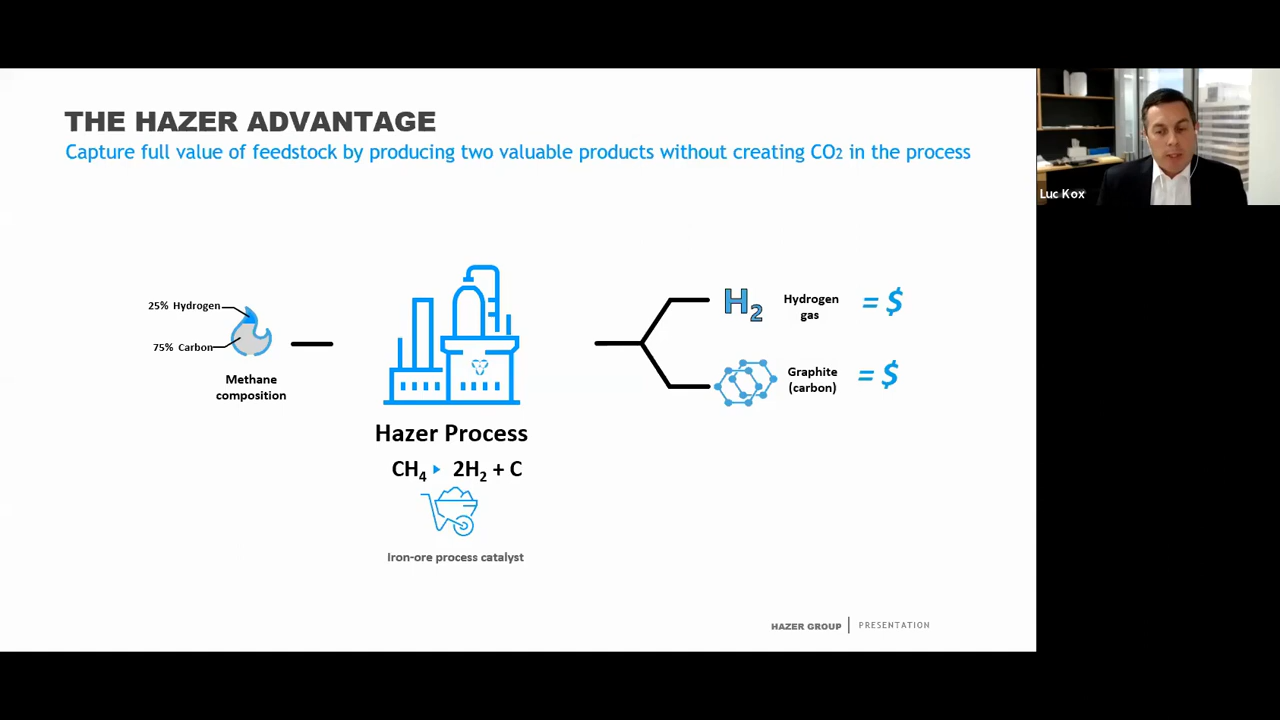 THE HAZER ADVANTAGE
Capture full value of feedstock by producing two valuable products without creating CO2 in the process
Luc Kox
25% Hydrogen
75% Carbon
Methane
composition
Hazer Process
CH4 ▸ 2H2 + C
Iron-ore process catalyst
H2
Hydrogen
gas
= $
Graphite
(carbon)
= $
HAZER GROUP | PRESENTATION